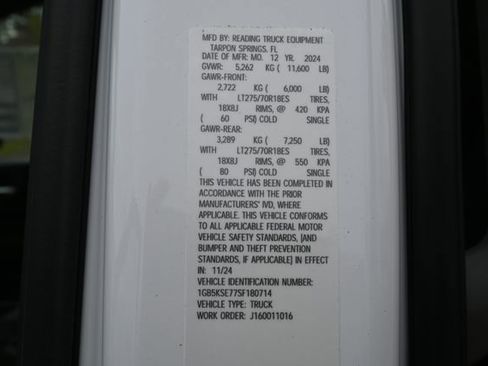 MFD BY: READING TRUCK EQUIPMENT
TARPON SPRINGS, FL
DATE OF MFR: MO. 12 YR. 2024
GVWR: 5,262 KG ( 11,600 LB)
GAWR-FRONT:
2,722 KG ( 6,000 LB)
WITH LT275/70R18ES TIRES,
18X8J RIMS, @ 420 KPA
( 60 PSI) COLD SINGLE
GAWR-REAR:
3,289 KG ( 7,250 LB)
WITH LT275/70R18ES TIRES,
18X8J RIMS, @ 550 KPA
( 80 PSI) COLD SINGLE
THIS VEHICLE HAS BEEN COMPLETED IN
ACCORDANCE WITH THE PRIOR
MANUFACTURERS' IVD, WHERE
APPLICABLE. THIS VEHICLE CONFORMS
TO ALL APPLICABLE FEDERAL MOTOR
VEHICLE SAFETY STANDARDS, [AND
BUMPER AND THEFT PREVENTION
STANDARDS, IF APPLICABLE] IN EFFECT
IN: 11/24
VEHICLE IDENTIFICATION NUMBER:
1GB5KSE77SF180714
VEHICLE TYPE: TRUCK
WORK ORDER: J160011016